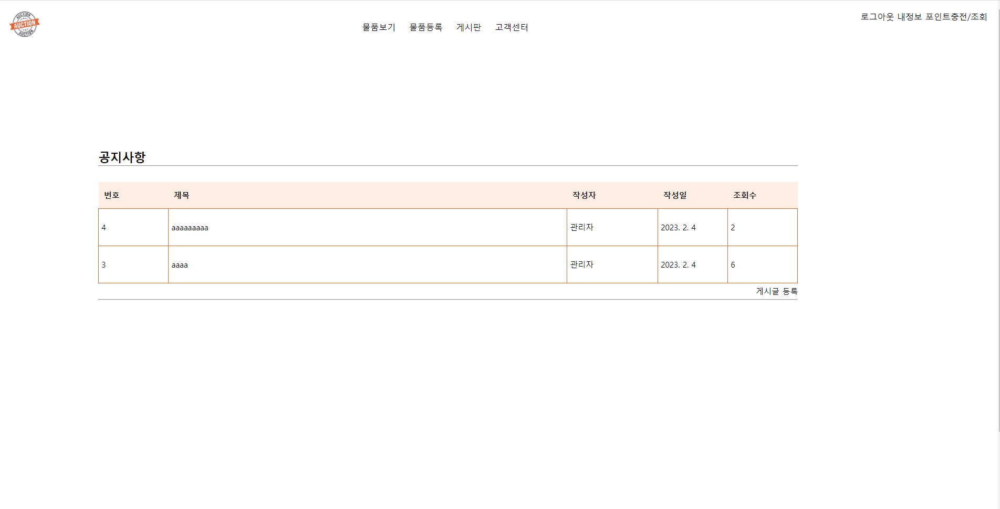 AUCTION
AUCTION
AUCTION
물품보기 물품등록 게시판 고객센터
로그아웃 내정보 포인트충전/조회
공지사항
번호 제목 작성자 작성일 조회수
4 aaaaaaaaa 관리자 2023. 2. 4 2
3 aaaa 관리자 2023. 2. 4 6
게시글 등록